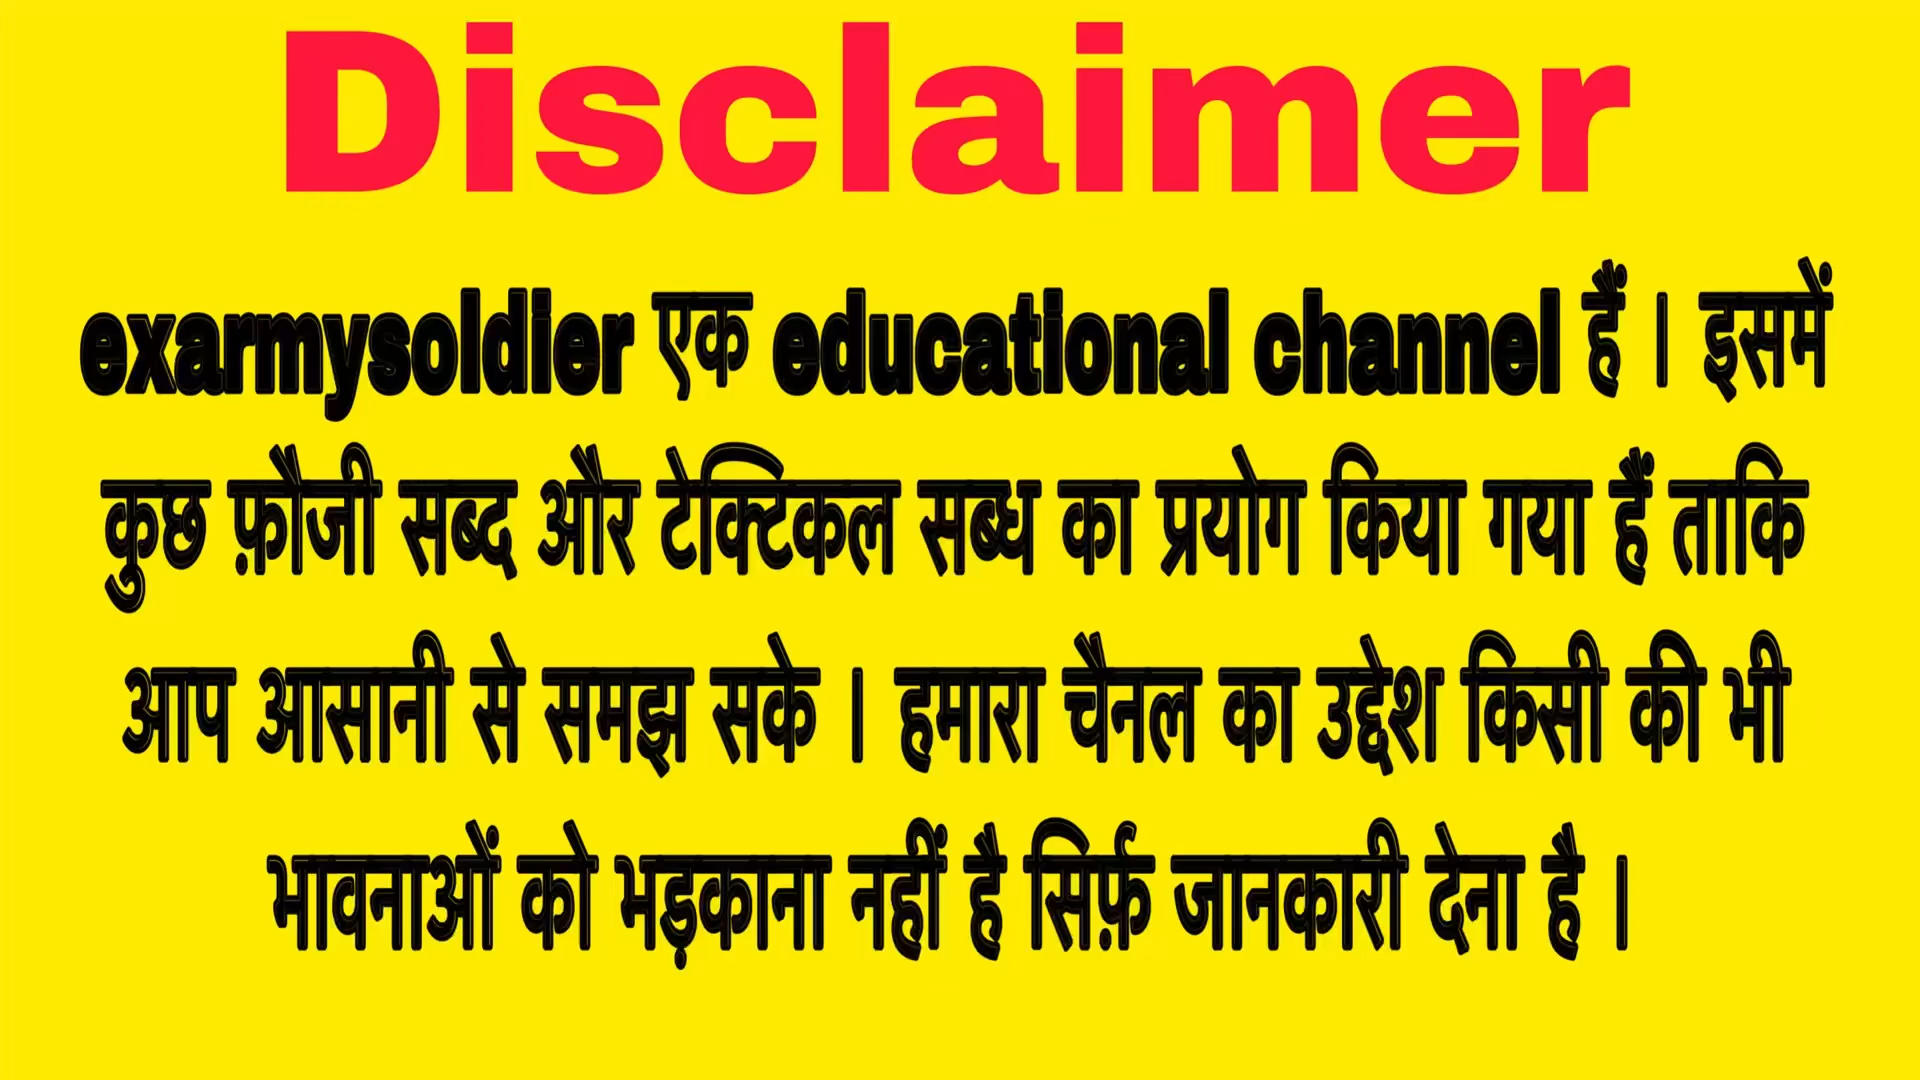 Disclaimer
exarmysoldier एक educational channel हैं । इसमें
कुछ फ़ौजी सब्द और टेक्टिकल सब्ध का प्रयोग किया गया हैं ताकि
आप आसानी से समझ सके । हमारा चैनल का उद्देश किसी की भी
भावनाओं को भड़काना नहीं है सिर्फ़ जानकारी देना है ।